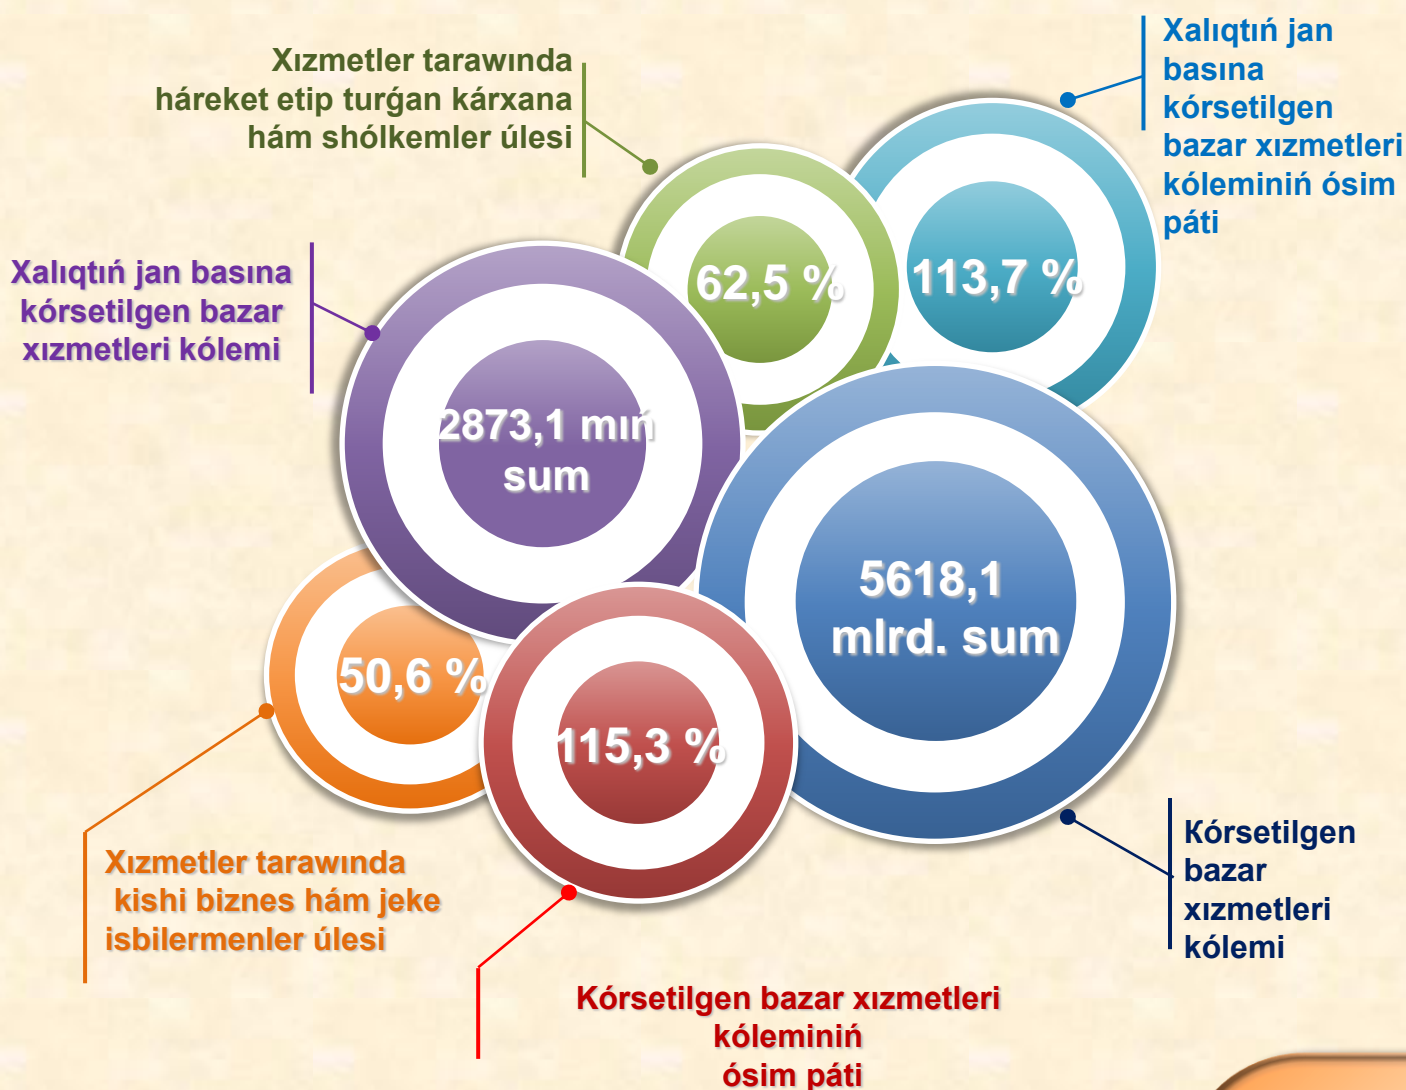 Xızmetler tarawında
háreket etip turǵan kárxana
hám shólkemler úlesi
Xalıqtıń jan
basına
kórsetilgen
bazar xızmetleri
kóleminiń ósim
páti
Xalıqtıń jan basına
kórsetilgen bazar
xızmetleri kólemi
62,5 %
113,7 %
2873,1 mıń
sum
5618,1
mlrd. sum
50,6 %
115,3 %
Xızmetler tarawında
kishi biznes hám jeke
isbilermenler úlesi
Kórsetilgen
bazar
xızmetleri
kólemi
Kórsetilgen bazar xızmetleri
kóleminiń
ósim páti